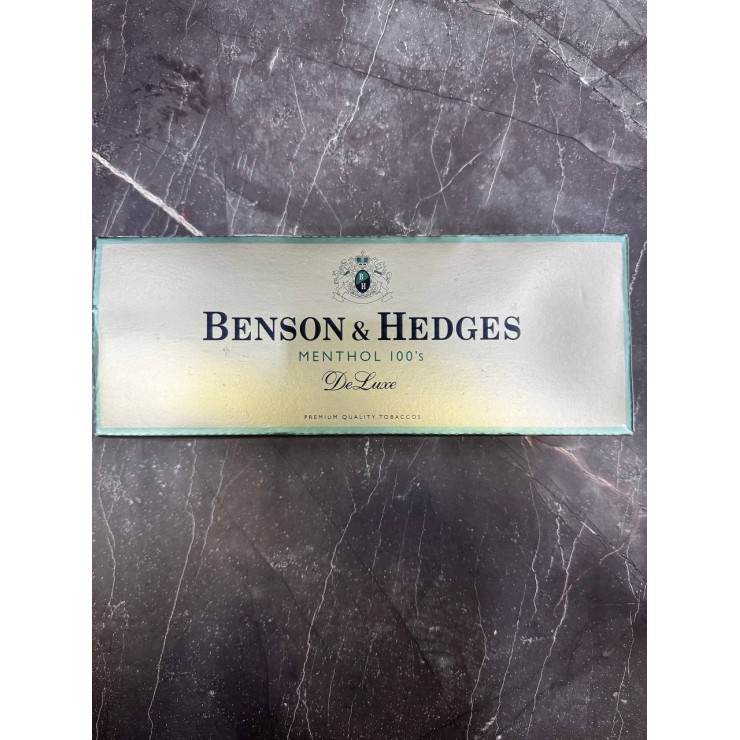 B
H
BENSON & HEDGES
MENTHOL 100's
DeLuxe
PREMIUM QUALITY TOBACCOS